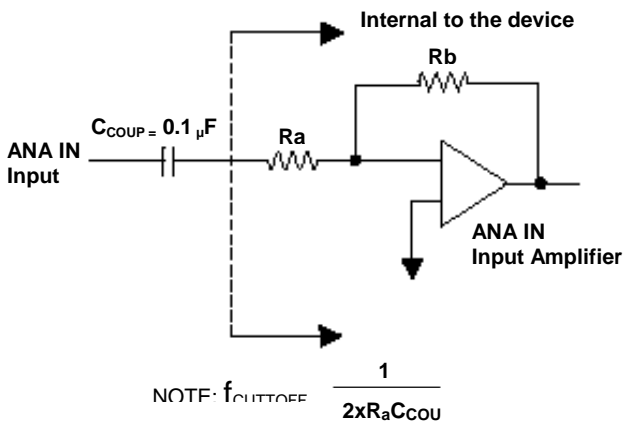 Internal to the device
Rb
CCOUP = 0.1 µF
Ra
ANA IN
Input
ANA IN
Input Amplifier
NOTE: fCUTTOFF
1
2xRaCCOU